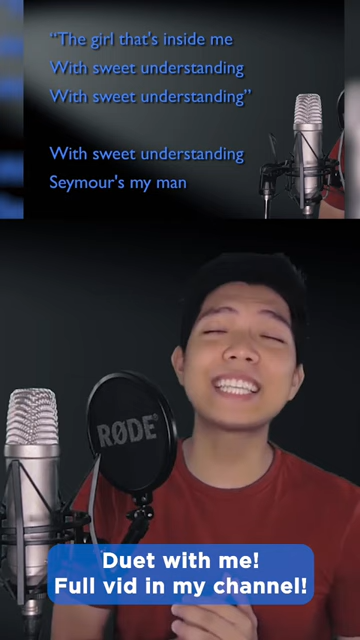 “The girl that's inside me
With sweet understanding
With sweet understanding”
With sweet understanding
Seymour's my man
RØDE
Duet with me!
Full vid in my channel!